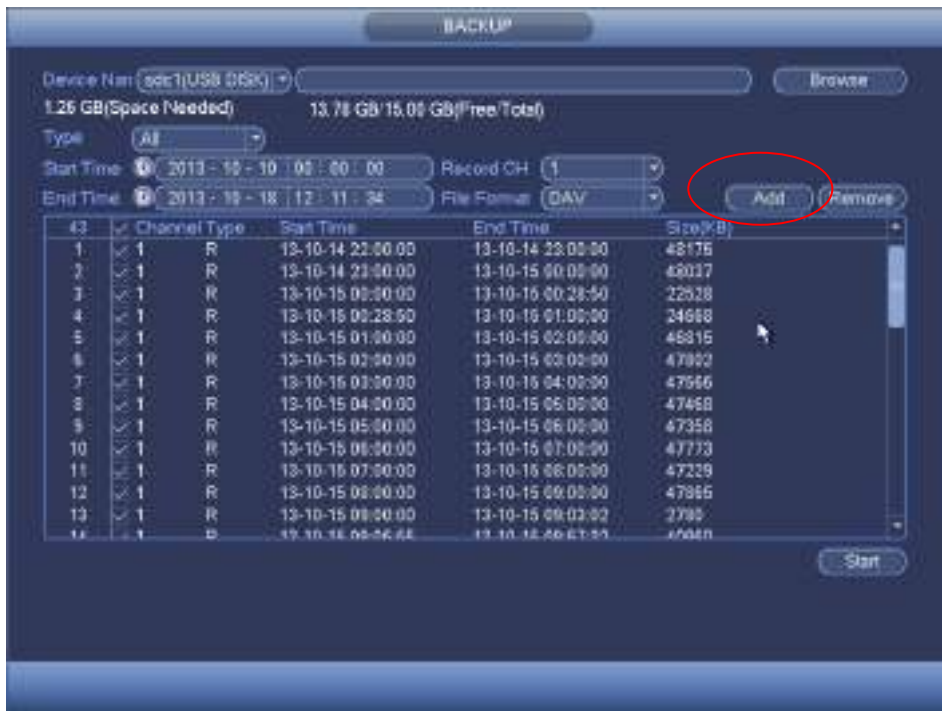 BACKUP
Device Nam sdc1(USB DISK) Browse
1.26 GB(Space Needed) 13.78 GB/15.00 GB(Free/Total)
Type All
Start Time 2013 - 10 - 10 00 : 00 : 00 Record CH 1
End Time 2013 - 10 - 18 12 : 11 : 34 File Format DAV Add Remove
43 Channel Type Start Time End Time Size(KB)
1 1 R 13-10-14 22:00:00 13-10-14 23:00:00 48176
2 1 R 13-10-14 23:00:00 13-10-15 00:00:00 48037
3 1 R 13-10-15 00:00:00 13-10-15 00:28:50 22528
4 1 R 13-10-15 00:28:50 13-10-15 01:00:00 24668
5 1 R 13-10-15 01:00:00 13-10-15 02:00:00 46815
6 1 R 13-10-15 02:00:00 13-10-15 03:00:00 47802
7 1 R 13-10-15 03:00:00 13-10-15 04:00:00 47566
8 1 R 13-10-15 04:00:00 13-10-15 05:00:00 47468
9 1 R 13-10-15 05:00:00 13-10-15 06:00:00 47358
10 1 R 13-10-15 06:00:00 13-10-15 07:00:00 47773
11 1 R 13-10-15 07:00:00 13-10-15 08:00:00 47229
12 1 R 13-10-15 08:00:00 13-10-15 09:00:00 47865
13 1 R 13-10-15 09:00:00 13-10-15 09:03:02 2780
14 1
Start